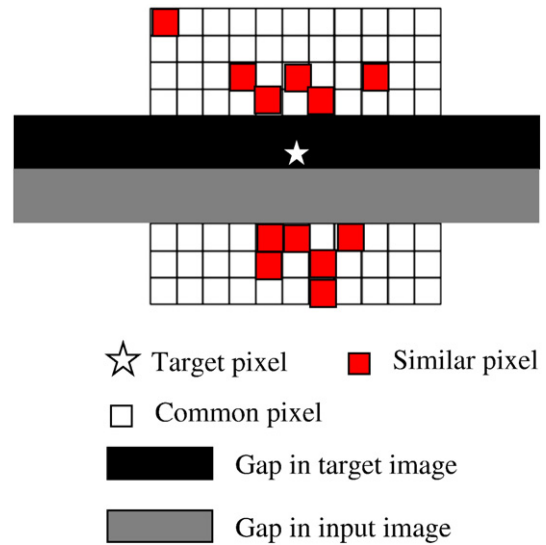 Target pixel
Similar pixel
Common pixel
Gap in target image
Gap in input image